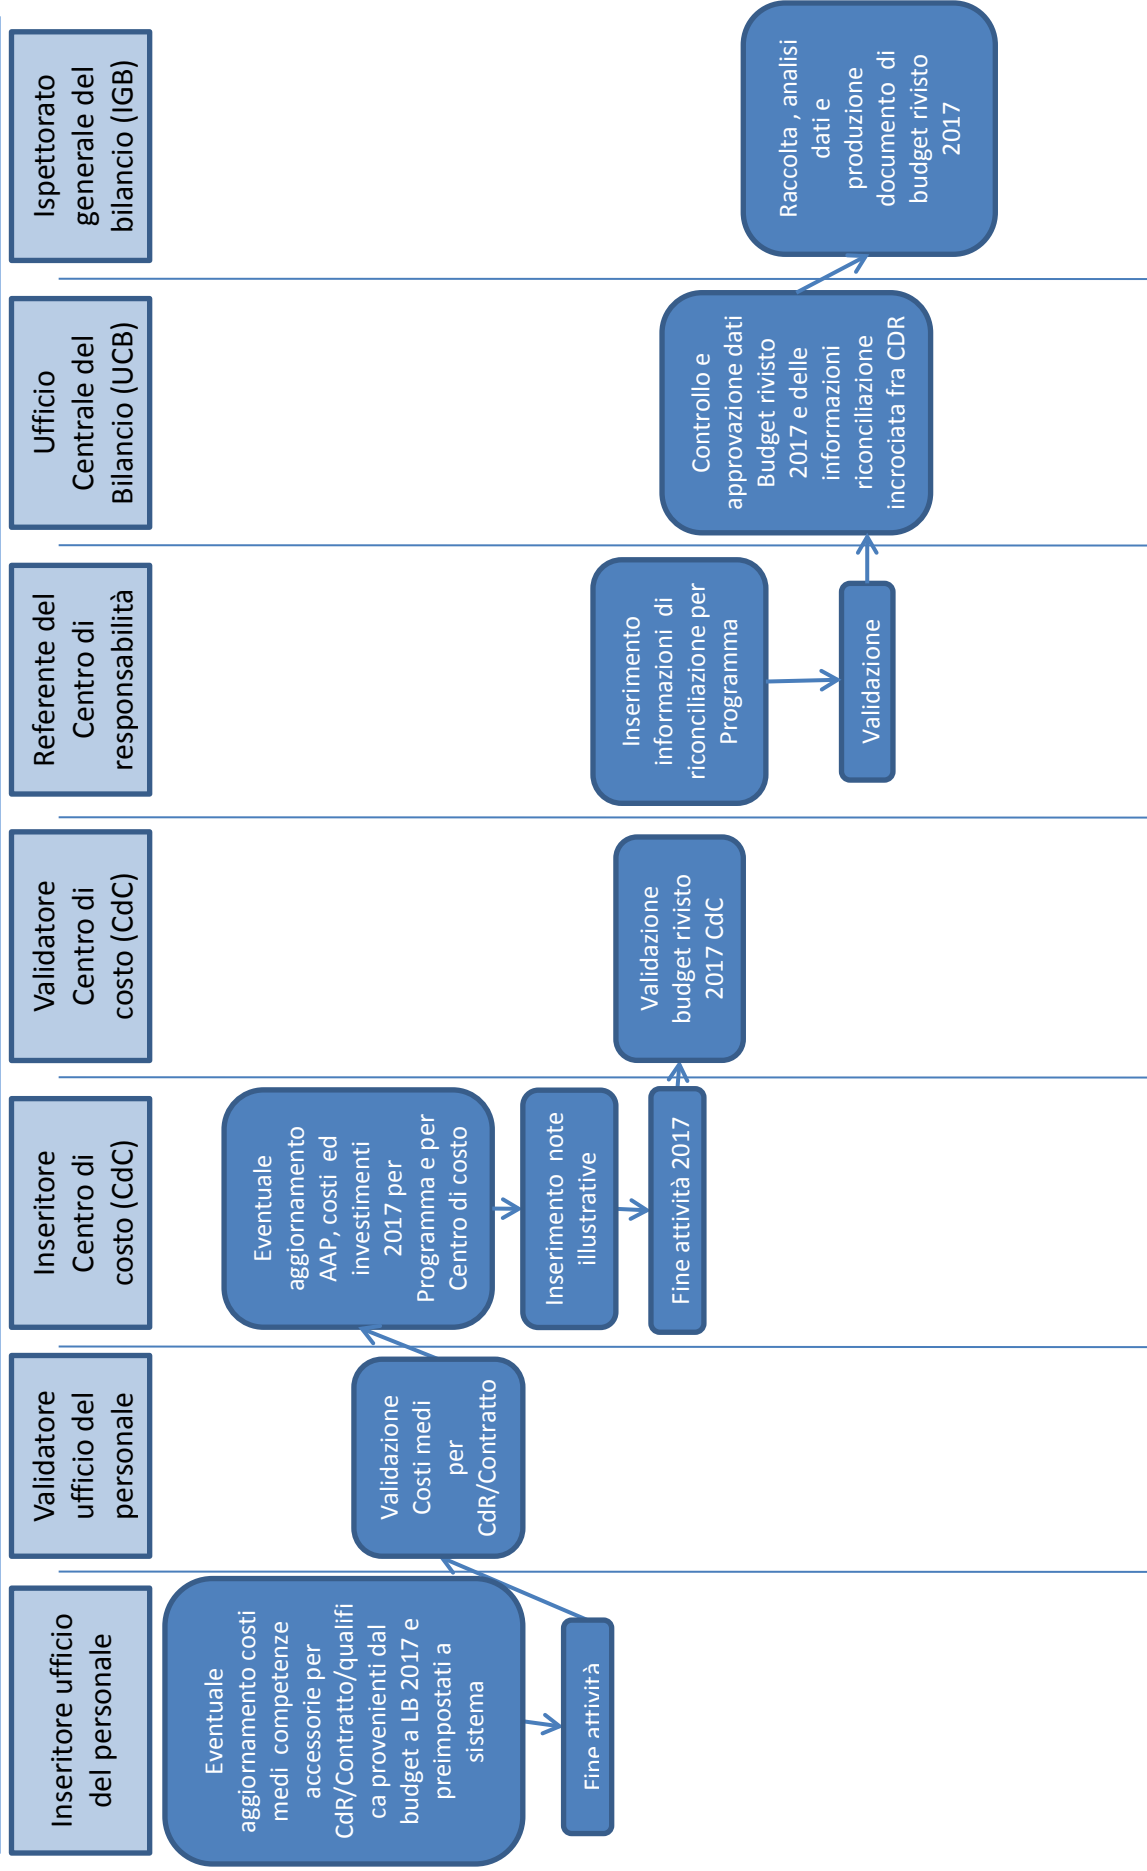 Inseritore ufficio
del personale
Validatore
ufficio del
personale
Inseritore
Centro di
costo (CdC)
Validatore
Centro di
costo (CdC)
Referente del
Centro di
responsabilità
Ufficio
Centrale del
Bilancio (UCB)
Ispettorato
generale del
bilancio (IGB)
Eventuale
aggiornamento costi
medi competenze
accessorie per
CdR/Contratto/qualifi
ca provenienti dal
budget a LB 2017 e
preimpostati a
sistema
Fine attività
Validazione
Costi medi
per
CdR/Contratto
Eventuale
aggiornamento
AAP, costi ed
investimenti
2017 per
Programma e per
Centro di costo
Inserimento note
illustrative
Fine attività 2017
Validazione
budget rivisto
2017 CdC
Inserimento
informazioni di
riconciliazione per
Programma
Validazione
Controllo e
approvazione dati
Budget rivisto
2017 e delle
informazioni
riconciliazione
incrociata fra CDR
Raccolta , analisi
dati e
produzione
documento di
budget rivisto
2017